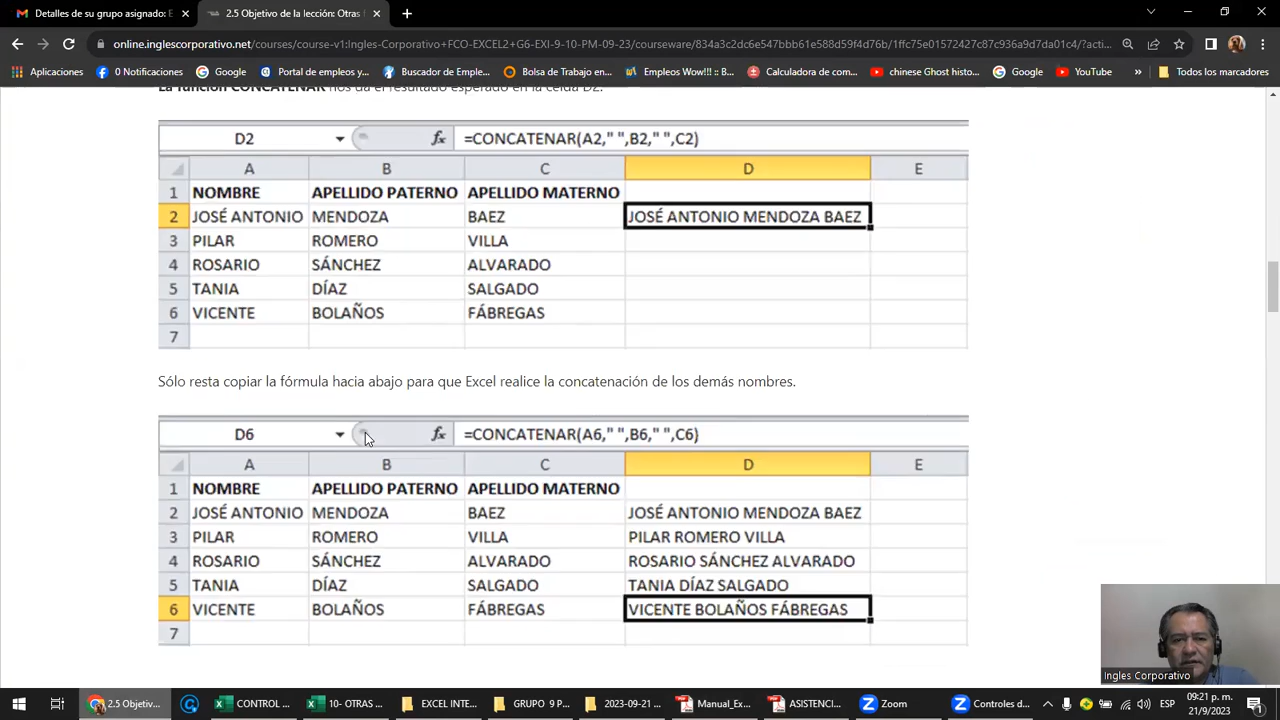 Detalles de su grupo asignado: E
2.5 Objetivo de la lección: Otras
online.inglescorporativo.net/courses/course-v1:Ingles-Corporativo+FCO-EXCEL2+G6-EXI-9-10-PM-09-23/courseware/834a3c2dc6e547bbb61e588d59f4d76b/1ffc75e01572427c87c936a9d7da01c4/?acti...
Aplicaciones 0 Notificaciones Google Portal de empleos y... Buscador de Emple... Bolsa de Trabajo en... Empleos Wow!!! :: B... Calculadora de com... chinese Ghost histo... Google YouTube » Todos los marcadores
La función CONCATENAR nos da el resultado esperado en la celda D2.
D2 fx =CONCATENAR(A2," ",B2," ",C2)
A B C D E
1 NOMBRE APELLIDO PATERNO APELLIDO MATERNO
2 JOSÉ ANTONIO MENDOZA BAEZ JOSÉ ANTONIO MENDOZA BAEZ
3 PILAR ROMERO VILLA
4 ROSARIO SÁNCHEZ ALVARADO
5 TANIA DÍAZ SALGADO
6 VICENTE BOLAÑOS FÁBREGAS
7
Sólo resta copiar la fórmula hacia abajo para que Excel realice la concatenación de los demás nombres.
D6 fx =CONCATENAR(A6," ",B6," ",C6)
A B C D E
1 NOMBRE APELLIDO PATERNO APELLIDO MATERNO
2 JOSÉ ANTONIO MENDOZA BAEZ JOSÉ ANTONIO MENDOZA BAEZ
3 PILAR ROMERO VILLA PILAR ROMERO VILLA
4 ROSARIO SÁNCHEZ ALVARADO ROSARIO SÁNCHEZ ALVARADO
5 TANIA DÍAZ SALGADO TANIA DÍAZ SALGADO
6 VICENTE BOLAÑOS FÁBREGAS VICENTE BOLAÑOS FÁBREGAS
7
Ingles Corporativo
2.5 Objetiv... CONTROL ... 10- OTRAS ... EXCEL INTE... GRUPO 9 P... 2023-09-21 ... Manual_Ex... ASISTENCI... Zoom Controles d... ESP 09:21 p. m.
21/9/2023